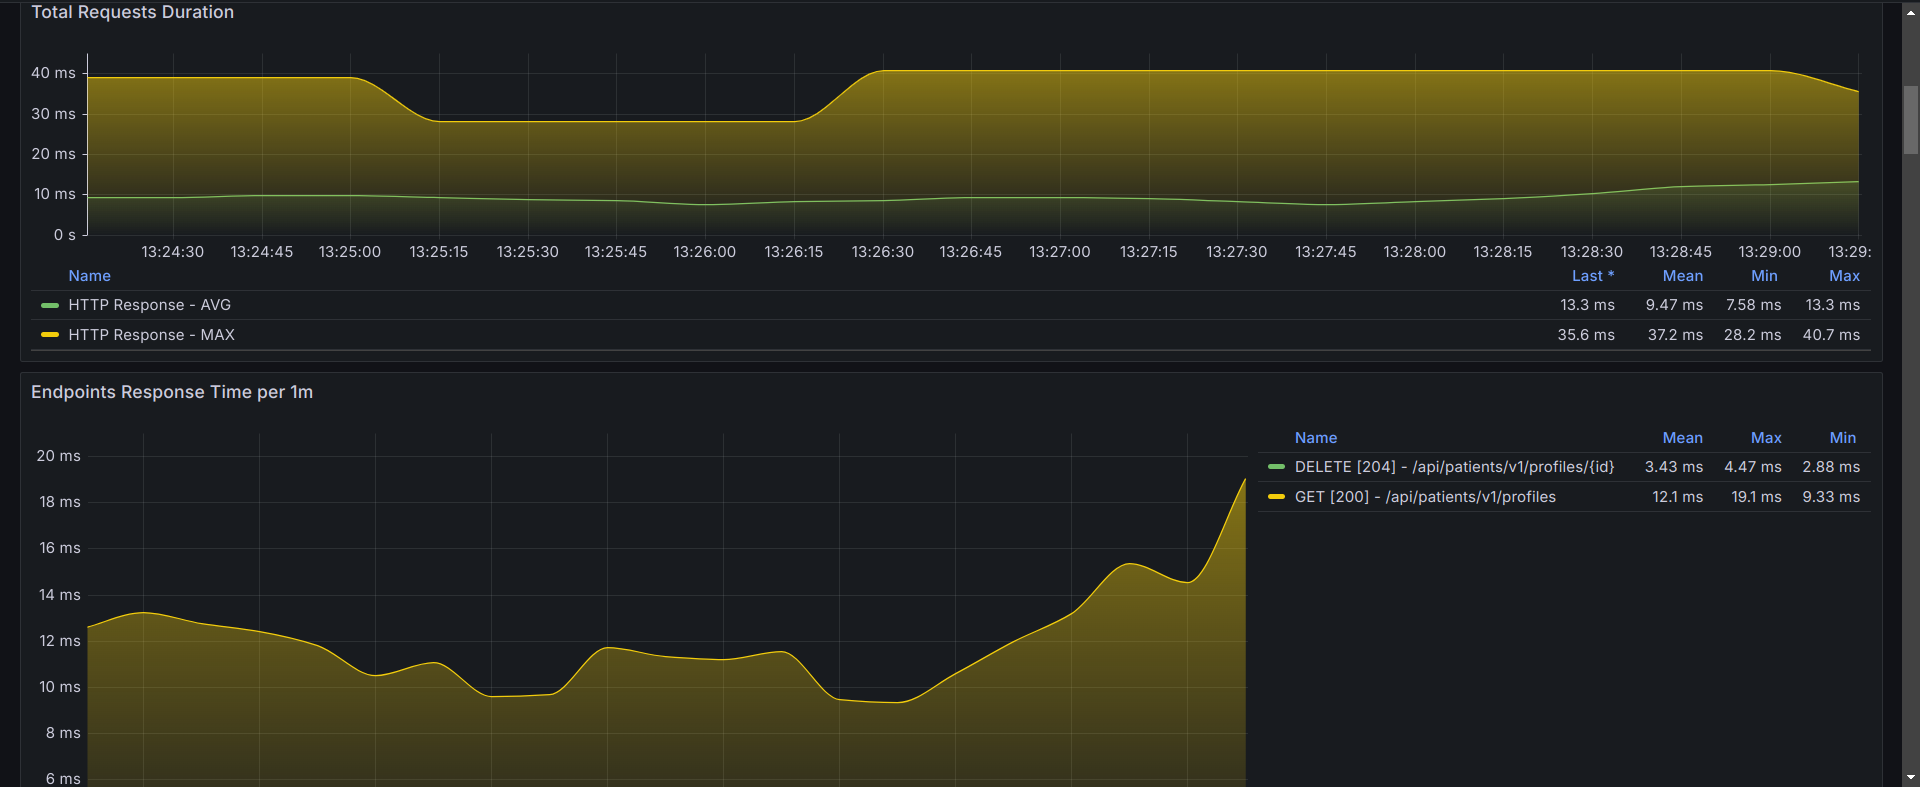 Total Requests Duration
40 ms
30 ms
20 ms
10 ms
0 s
13:24:30 13:24:45 13:25:00 13:25:15 13:25:30 13:25:45 13:26:00 13:26:15 13:26:30 13:26:45 13:27:00 13:27:15 13:27:30 13:27:45 13:28:00 13:28:15 13:28:30 13:28:45 13:29:00 13:29:
Name Last * Mean Min Max
HTTP Response - AVG 13.3 ms 9.47 ms 7.58 ms 13.3 ms
HTTP Response - MAX 35.6 ms 37.2 ms 28.2 ms 40.7 ms
Endpoints Response Time per 1m
20 ms
18 ms
16 ms
14 ms
12 ms
10 ms
8 ms
6 ms
Name Mean Max Min
DELETE [204] - /api/patients/v1/profiles/{id} 3.43 ms 4.47 ms 2.88 ms
GET [200] - /api/patients/v1/profiles 12.1 ms 19.1 ms 9.33 ms